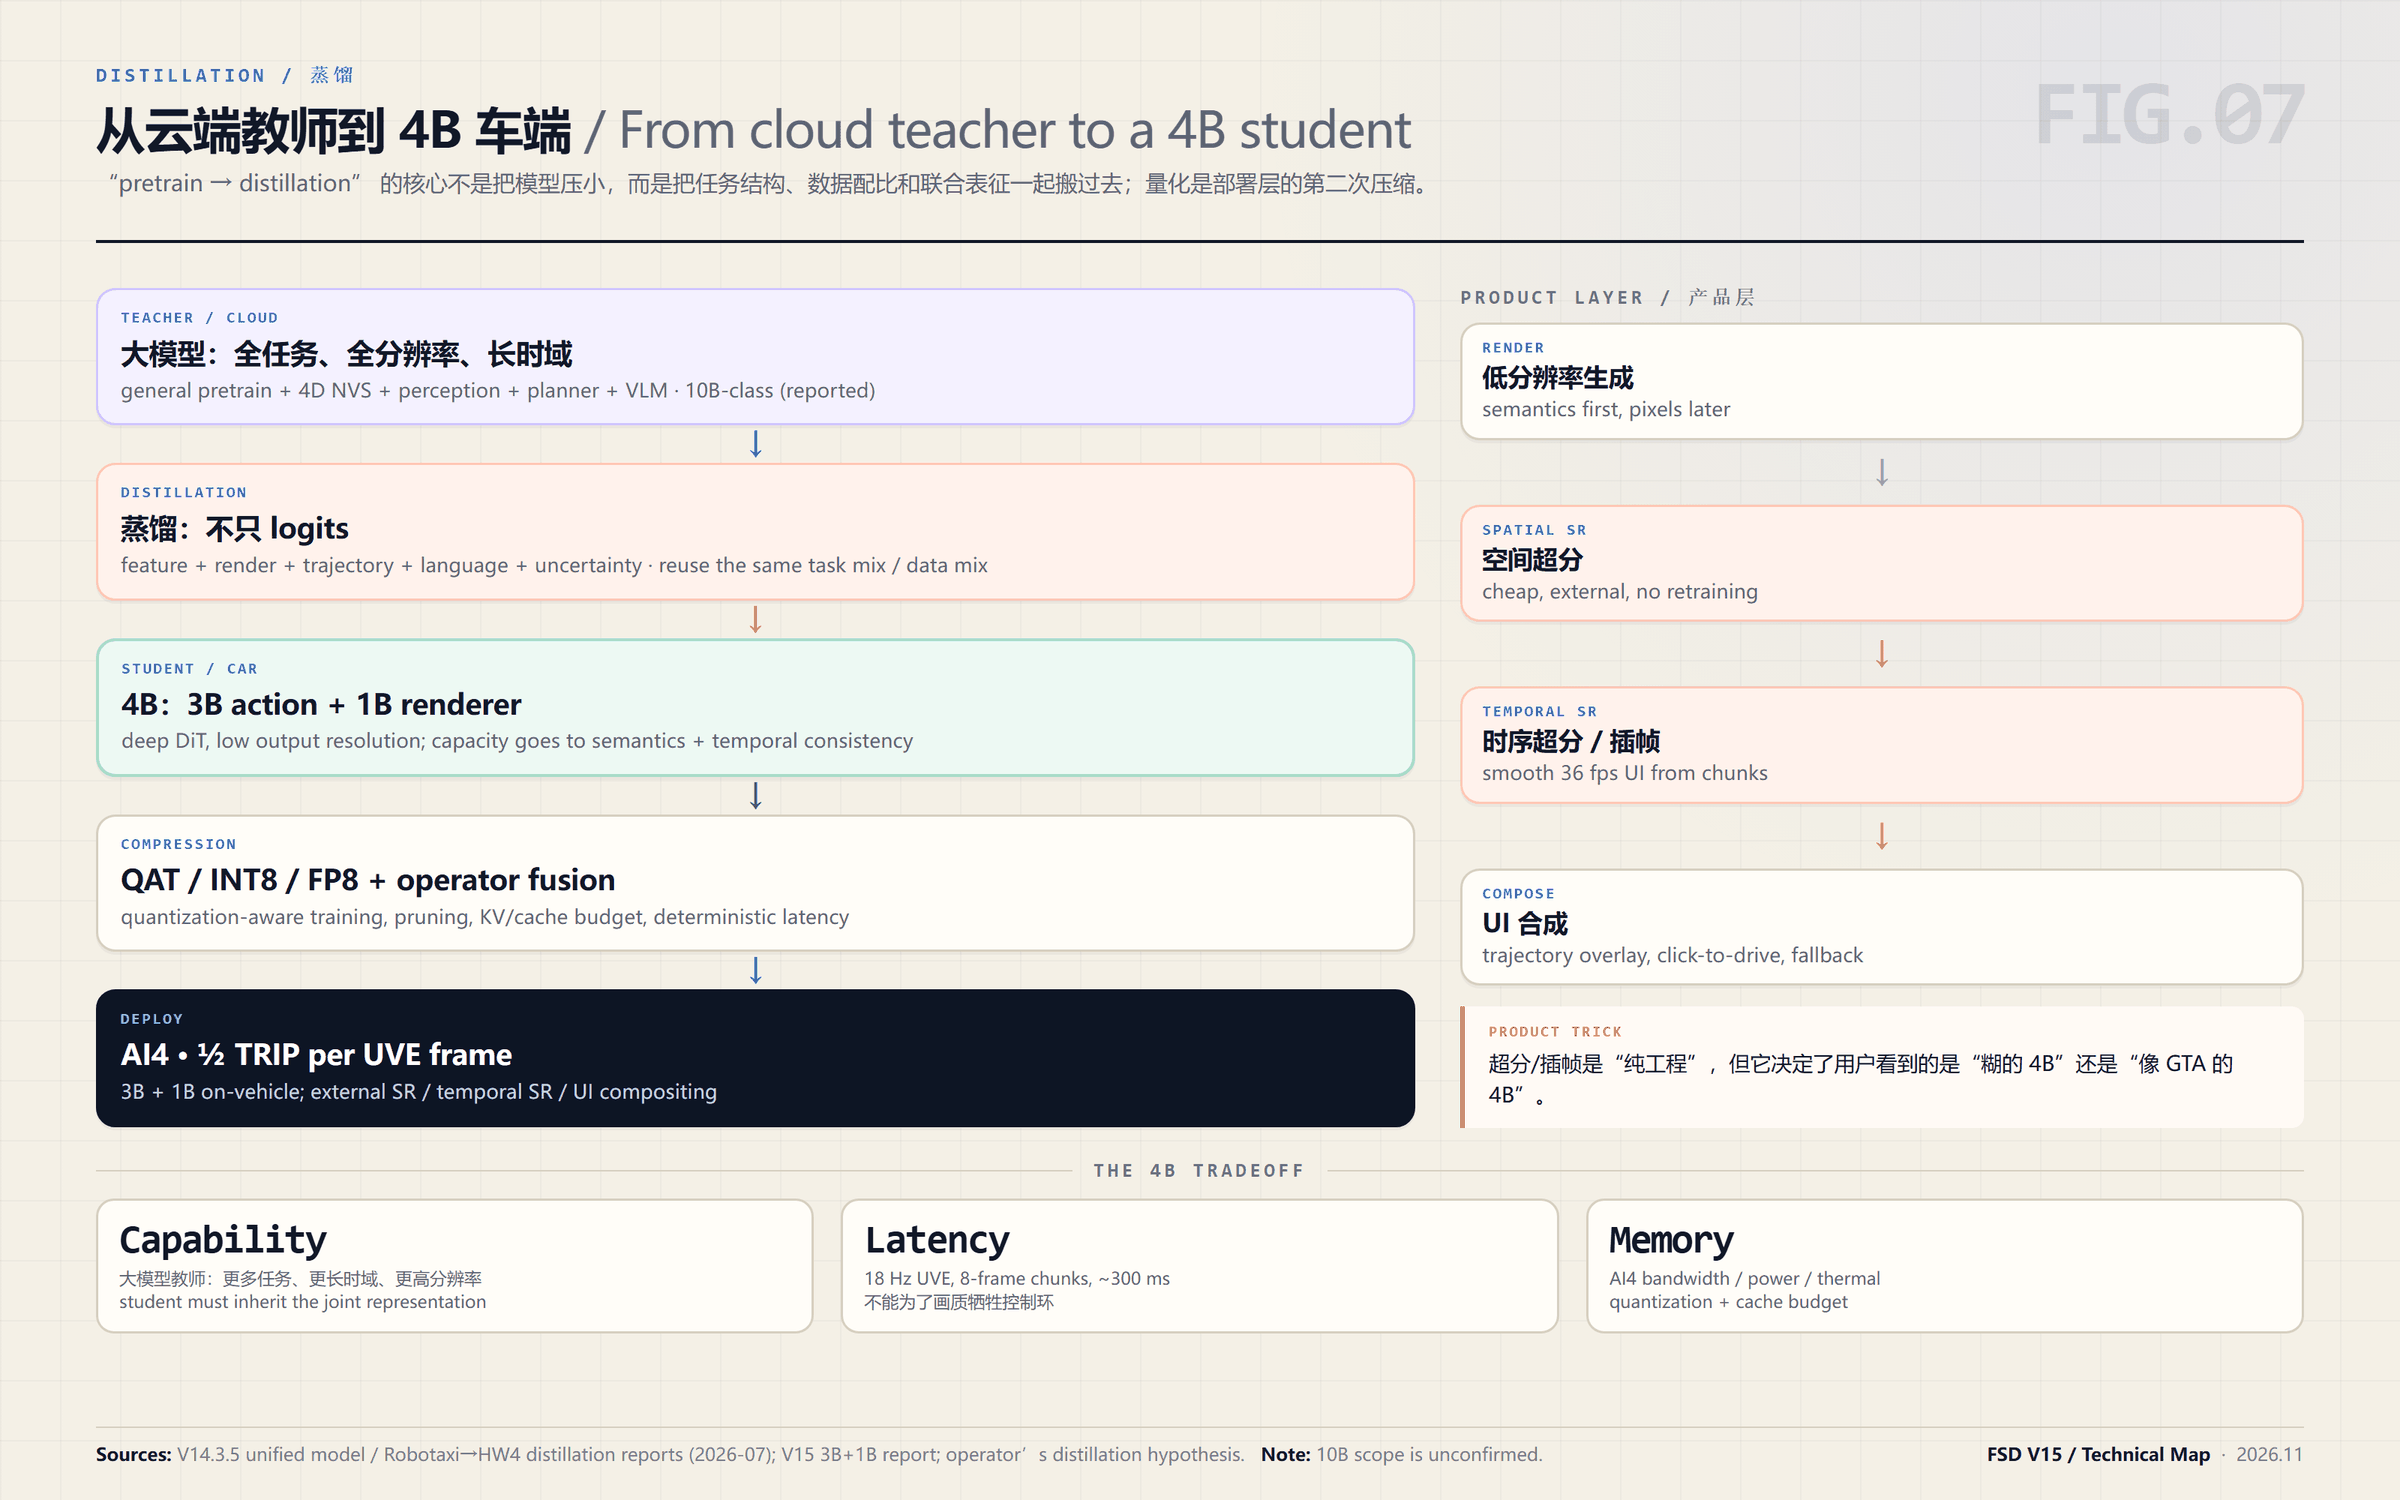 DISTILLATION / 蒸馏
从云端教师到 4B 车端 / From cloud teacher to a 4B student
“pretrain → distillation” 的核心不是把模型压小，而是把任务结构、数据配比和联合表征一起搬过去；量化是部署层的第二次压缩。
FIG.07
TEACHER / CLOUD
大模型：全任务、全分辨率、长时域
general pretrain + 4D NVS + perception + planner + VLM · 10B-class (reported)
↓
DISTILLATION
蒸馏：不只 logits
feature + render + trajectory + language + uncertainty · reuse the same task mix / data mix
↓
STUDENT / CAR
4B：3B action + 1B renderer
deep DiT, low output resolution; capacity goes to semantics + temporal consistency
↓
COMPRESSION
QAT / INT8 / FP8 + operator fusion
quantization-aware training, pruning, KV/cache budget, deterministic latency
↓
DEPLOY
AI4 • ½ TRIP per UVE frame
3B + 1B on-vehicle; external SR / temporal SR / UI compositing
PRODUCT LAYER / 产品层
RENDER
低分辨率生成
semantics first, pixels later
↓
SPATIAL SR
空间超分
cheap, external, no retraining
↓
TEMPORAL SR
时序超分 / 插帧
smooth 36 fps UI from chunks
↓
COMPOSE
UI 合成
trajectory overlay, click-to-drive, fallback
PRODUCT TRICK
超分/插帧是“纯工程”，但它决定了用户看到的是“糊的 4B”还是“像 GTA 的
4B”。
THE 4B TRADEOFF
Capability
大模型教师：更多任务、更长时域、更高分辨率
student must inherit the joint representation
Latency
18 Hz UVE, 8-frame chunks, ~300 ms
不能为了画质牺牲控制环
Memory
AI4 bandwidth / power / thermal
quantization + cache budget
Sources: V14.3.5 unified model / Robotaxi→HW4 distillation reports (2026-07); V15 3B+1B report; operator’s distillation hypothesis. Note: 10B scope is unconfirmed.
FSD V15 / Technical Map · 2026.11